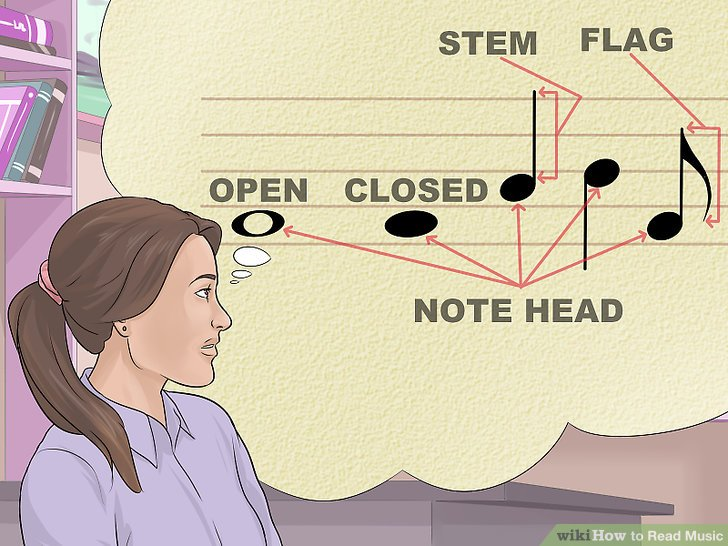 STEM FLAG
OPEN CLOSED
NOTE HEAD
wikiHow to Read Music